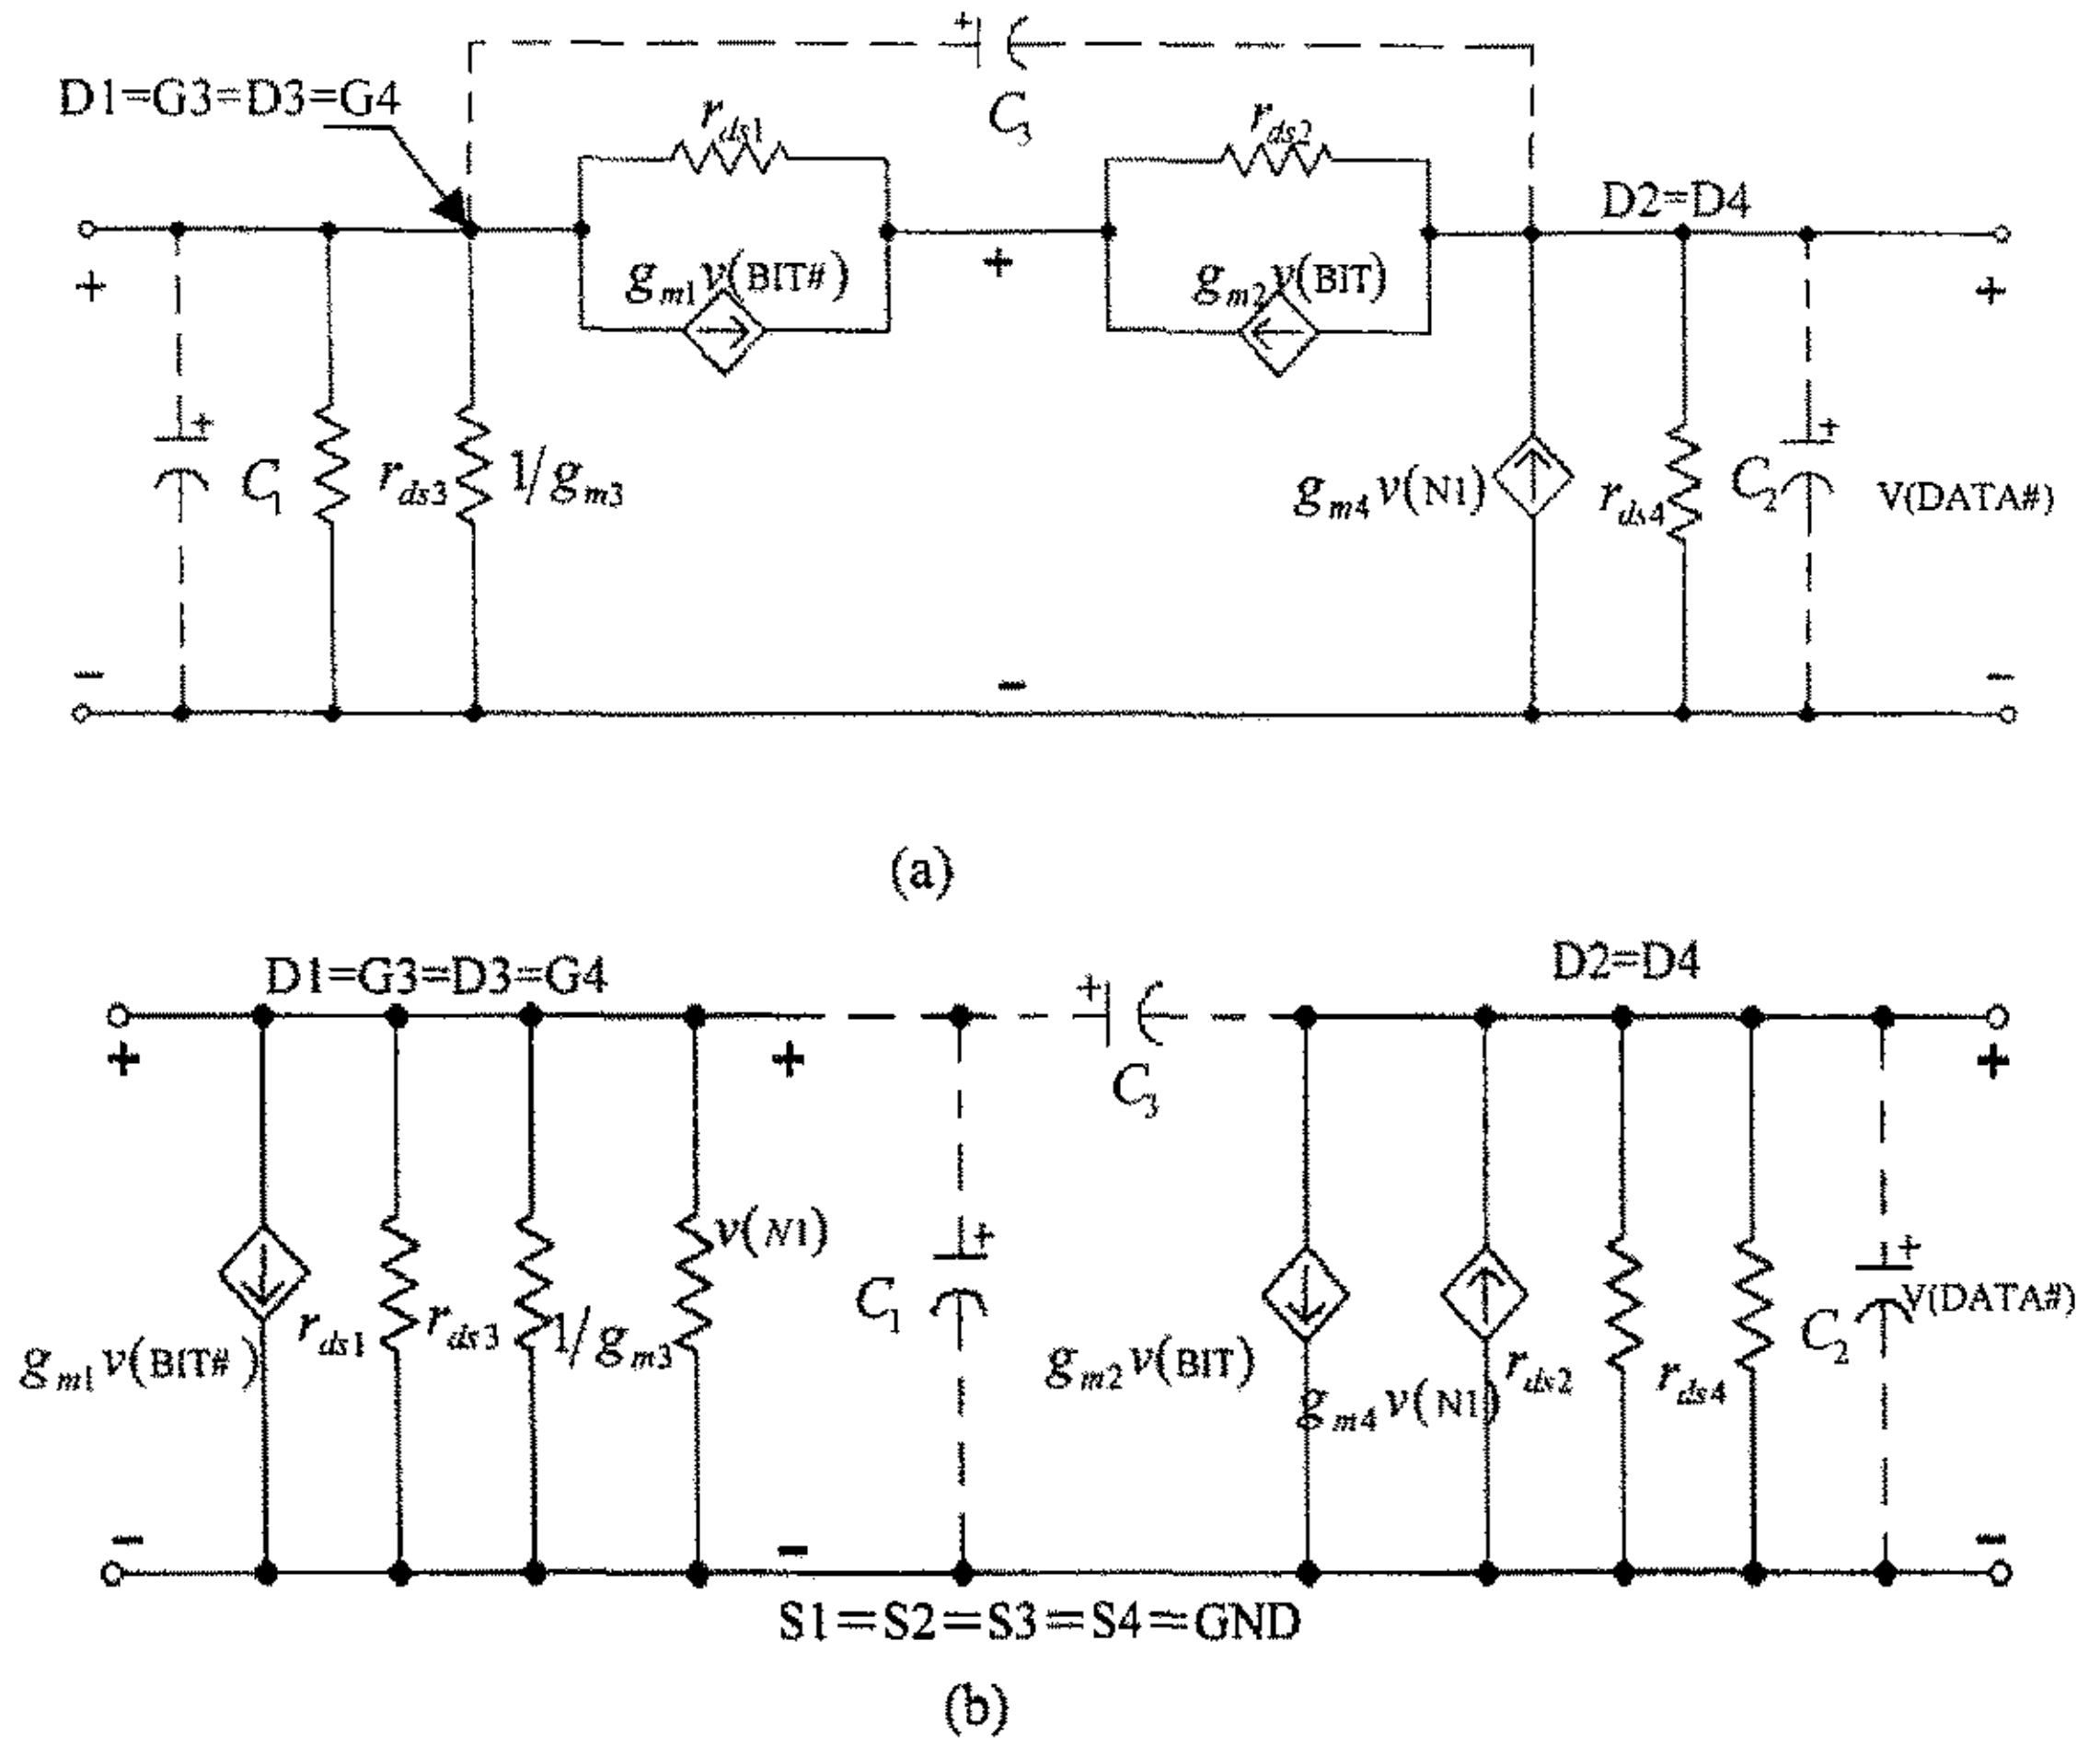 +
C3
D1=G3=D3=G4
rds1
rds2
D2=D4
+
gm1v(BIT#)
+
gm2v(BIT)
+
+
C1
rds3
1/gm3
gm4v(N1)
rds4
+
C2
V(DATA#)
−
-
−
(a)
D1=G3=D3=G4
+
C3
D2=D4
+
+
+
v(N1)
gm1v(BIT#)
rds1
rds3
1/gm3
+
C1
gm2v(BIT)
gm4v(N1)
rds2
rds4
+
C2
V(DATA#)
−
−
−
S1=S2=S3=S4=GND
(b)